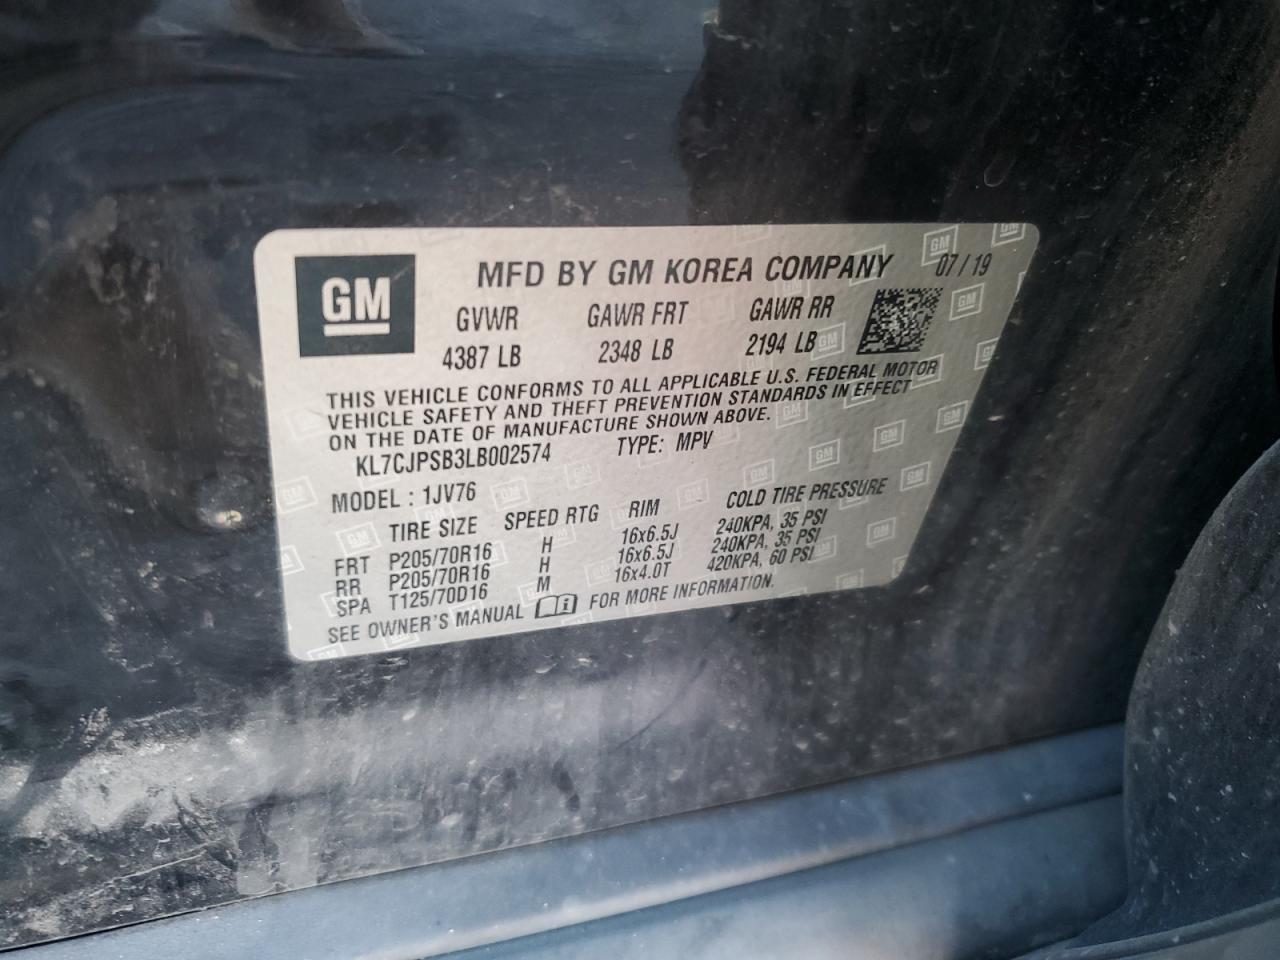 GM
MFD BY GM KOREA COMPANY 07/19
GVWR GAWR FRT GAWR RR
4387 LB 2348 LB 2194 LB
THIS VEHICLE CONFORMS TO ALL APPLICABLE U.S. FEDERAL MOTOR
VEHICLE SAFETY AND THEFT PREVENTION STANDARDS IN EFFECT
ON THE DATE OF MANUFACTURE SHOWN ABOVE.
KL7CJPSB3LB002574 TYPE: MPV
MODEL : 1JV76
TIRE SIZE SPEED RTG RIM COLD TIRE PRESSURE
FRT P205/70R16 H 16x6.5J 240KPA, 35 PSI
RR P205/70R16 H 16x6.5J 240KPA, 35 PSI
SPA T125/70D16 M 16x4.0T 420KPA, 60 PSI
SEE OWNER'S MANUAL FOR MORE INFORMATION.